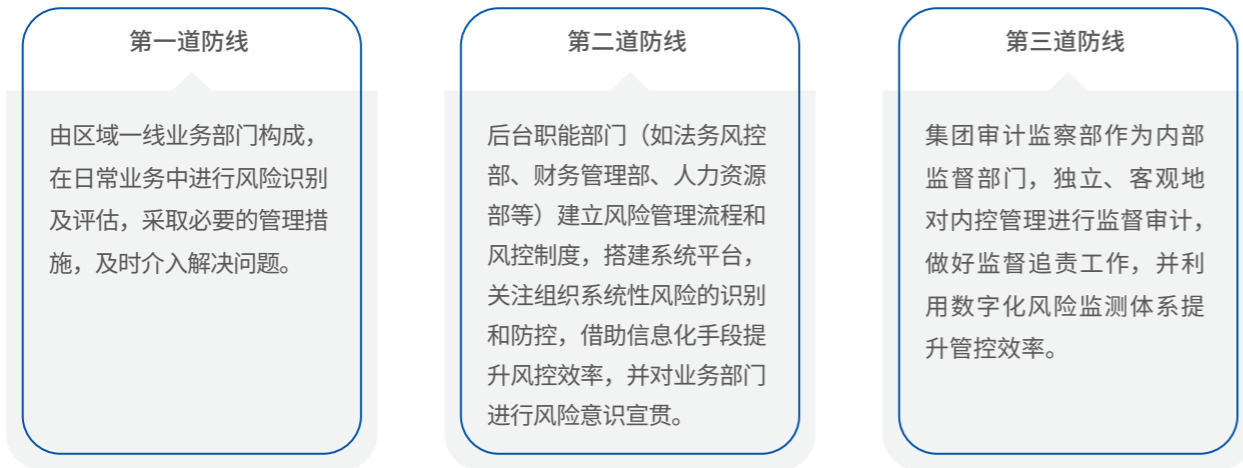 第一道防线
由区域一线业务部门构成，
在日常业务中进行风险识别
及评估，采取必要的管理措
施，及时介入解决问题。
第二道防线
后台职能部门（如法务风控
部、财务管理部、人力资源
部等）建立风险管理流程和
风控制度，搭建系统平台，
关注组织系统性风险的识别
和防控，借助信息化手段提
升风控效率，并对业务部门
进行风险意识宣贯。
第三道防线
集团审计监察部作为内部
监督部门，独立、客观地
对内控管理进行监督审计，
做好监督追责工作，并利
用数字化风险监测体系提
升管控效率。